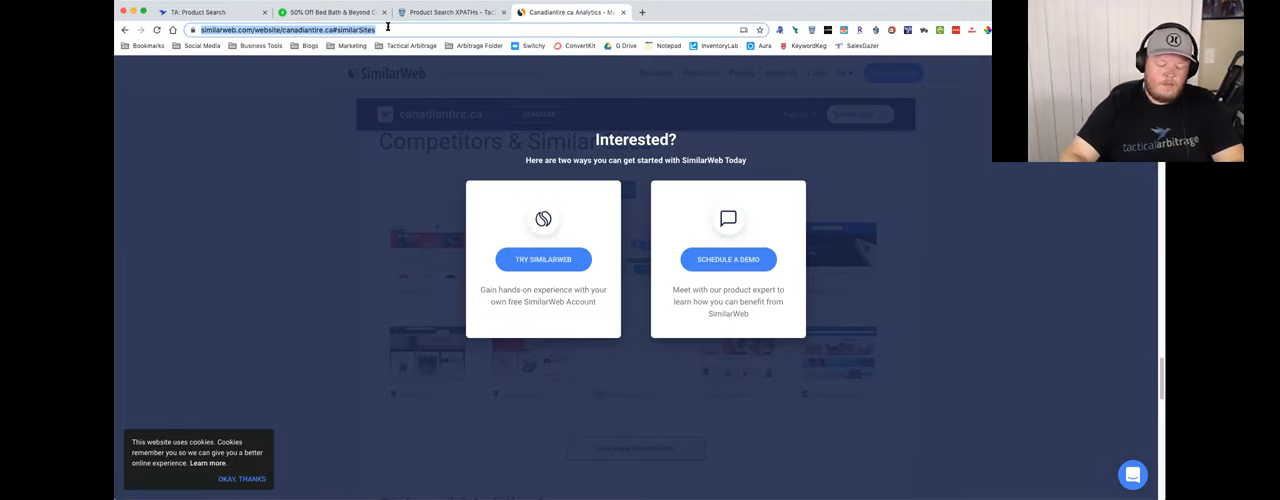 TA: Product Search
50% Off Bed Bath & Beyond C
Product Search XPATHs - Tac
Canadiantire.ca Analytics - Ma
similarweb.com/website/canadiantire.ca#similarSites
Bookmarks
Social Media
Business Tools
Blogs
Marketing
Tactical Arbitrage
Arbitrage Folder
Switchy
ConvertKit
G Drive
Notepad
InventoryLab
Aura
KeywordKeg
SalesGazer
SimilarWeb
canadiantire.ca
COMPARE
Competitors & Similar
Interested?
Here are two ways you can get started with SimilarWeb Today
TRY SIMILARWEB
Gain hands-on experience with your
own free SimilarWeb Account
SCHEDULE A DEMO
Meet with our product expert to
learn how you can benefit from
SimilarWeb
This website uses cookies. Cookies
remember you so we can give you a better
online experience. Learn more.
OKAY, THANKS
tacticalarbitrage